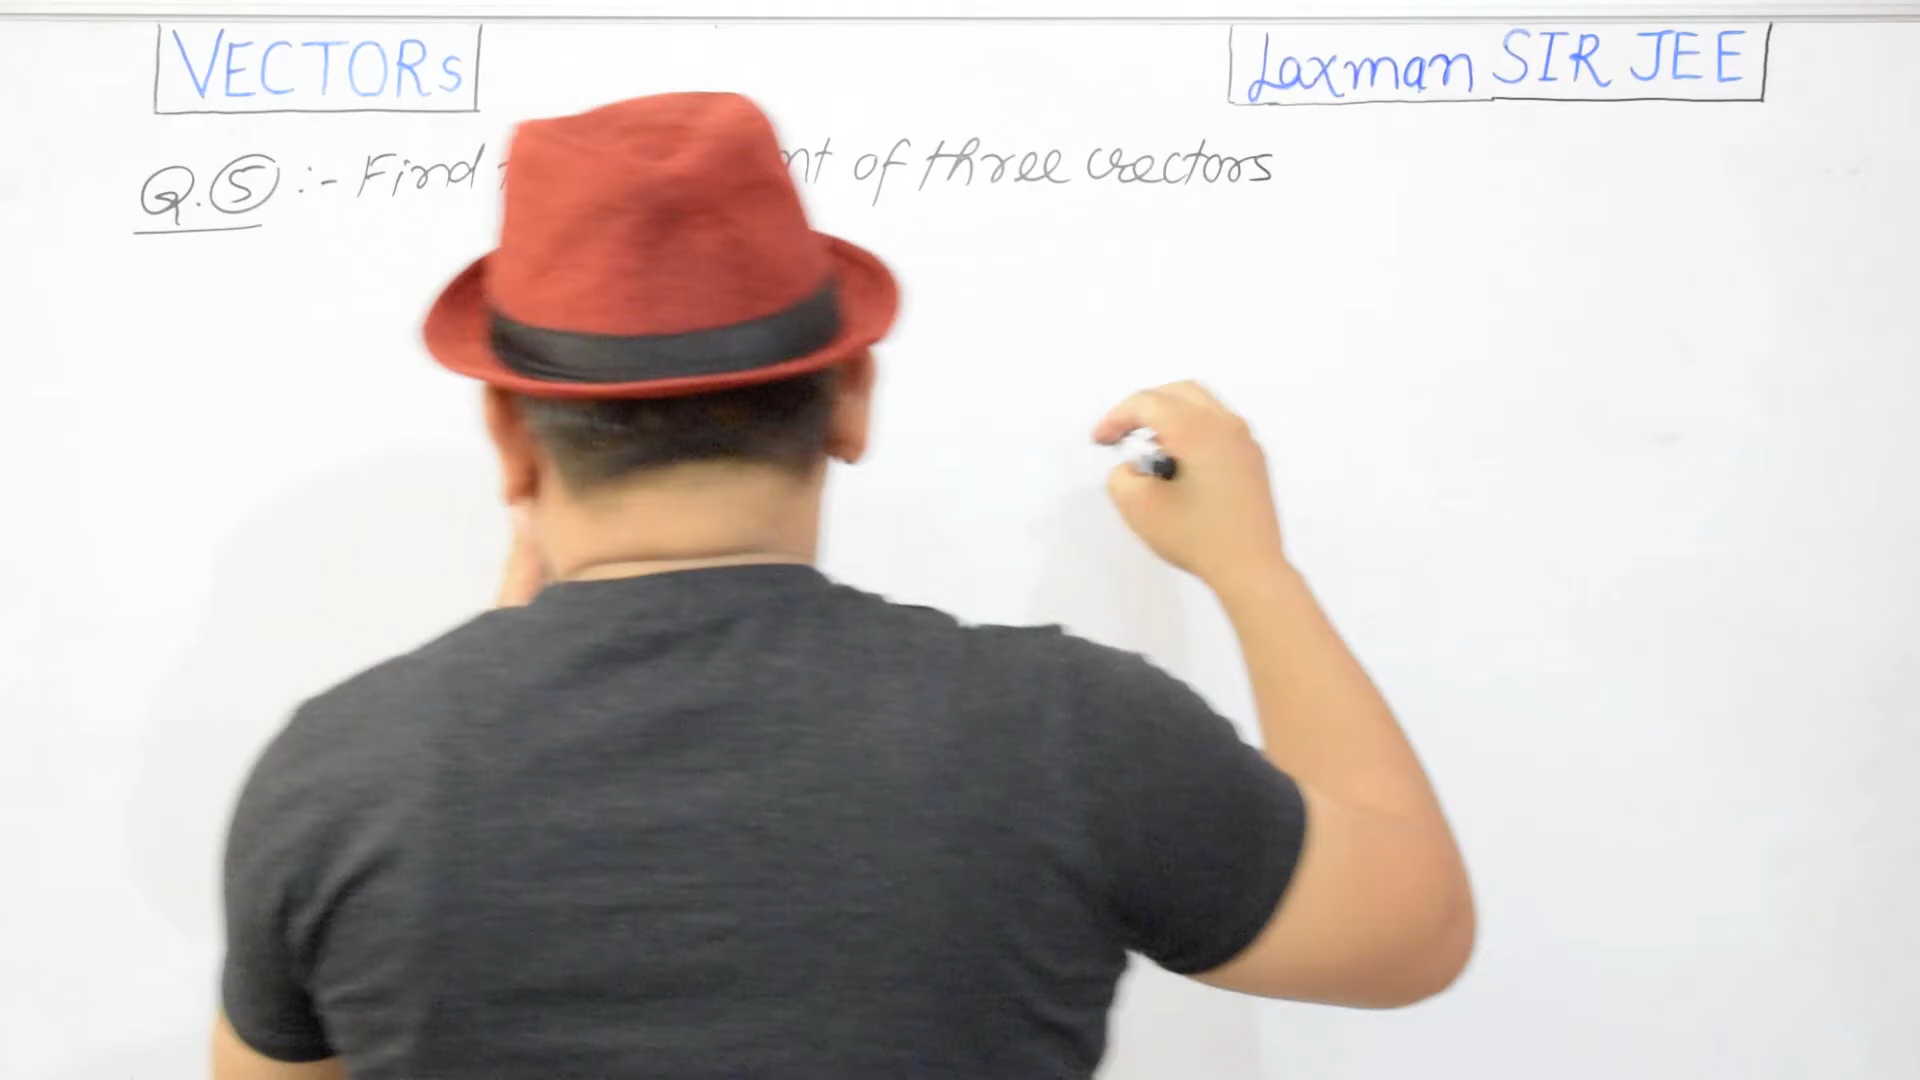 VECTORs
Laxman SIR JEE
Q.5 :- Find of three vectors